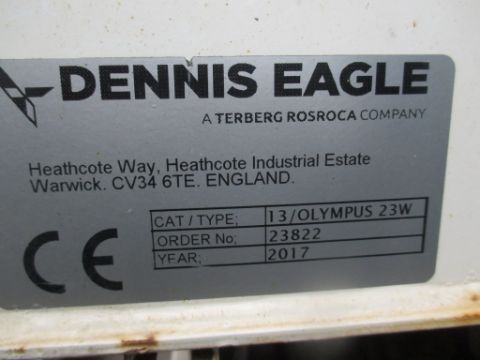 DENNIS EAGLE
A TERBERG ROSROCA COMPANY
Heathcote Way, Heathcote Industrial Estate
Warwick. CV34 6TE. ENGLAND.
CAT / TYPE; 13/OLYMPUS 23W
ORDER No; 23822
YEAR; 2017
CE